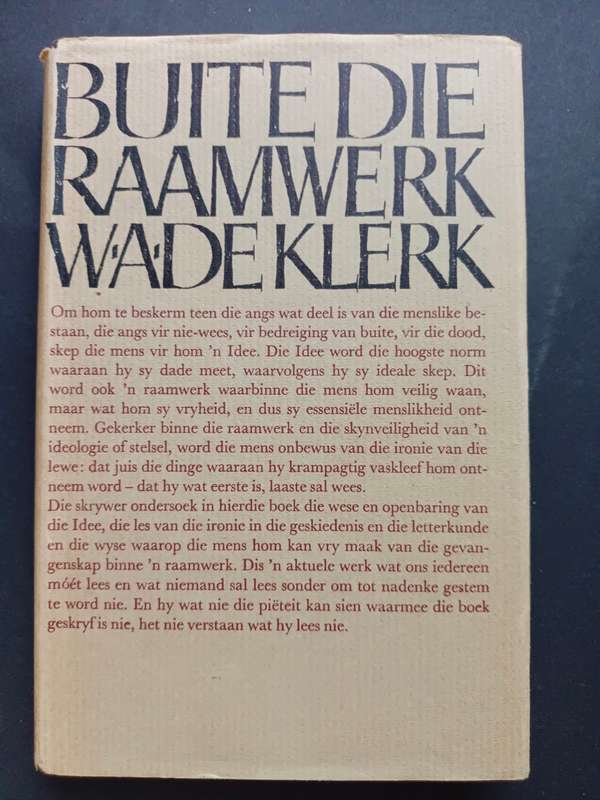 BUITE DIE
RAAMWERK
W·A·DE KLERK
Om hom te beskerm teen die angs wat deel is van die menslike be-
staan, die angs vir nie-wees, vir bedreiging van buite, vir die dood,
skep die mens vir hom 'n Idee. Die Idee word die hoogste norm
waaraan hy sy dade meet, waarvolgens hy sy ideale skep. Dit
word ook 'n raamwerk waarbinne die mens hom veilig waan,
maar wat hom sy vryheid, en dus sy essensiële menslikheid ont-
neem. Gekerker binne die raamwerk en die skynveiligheid van 'n
ideologie of stelsel, word die mens onbewus van die ironie van die
lewe: dat juis die dinge waaraan hy krampagtig vaskleef hom ont-
neem word – dat hy wat eerste is, laaste sal wees.
Die skrywer ondersoek in hierdie boek die wese en openbaring van
die Idee, die les van die ironie in die geskiedenis en die letterkunde
en die wyse waarop die mens hom kan vry maak van die gevan-
genskap binne 'n raamwerk. Dis 'n aktuele werk wat ons iedereen
móét lees en wat niemand sal lees sonder om tot nadenke gestem
te word nie. En hy wat nie die piëteit kan sien waarmee die boek
geskryf is nie, het nie verstaan wat hy lees nie.